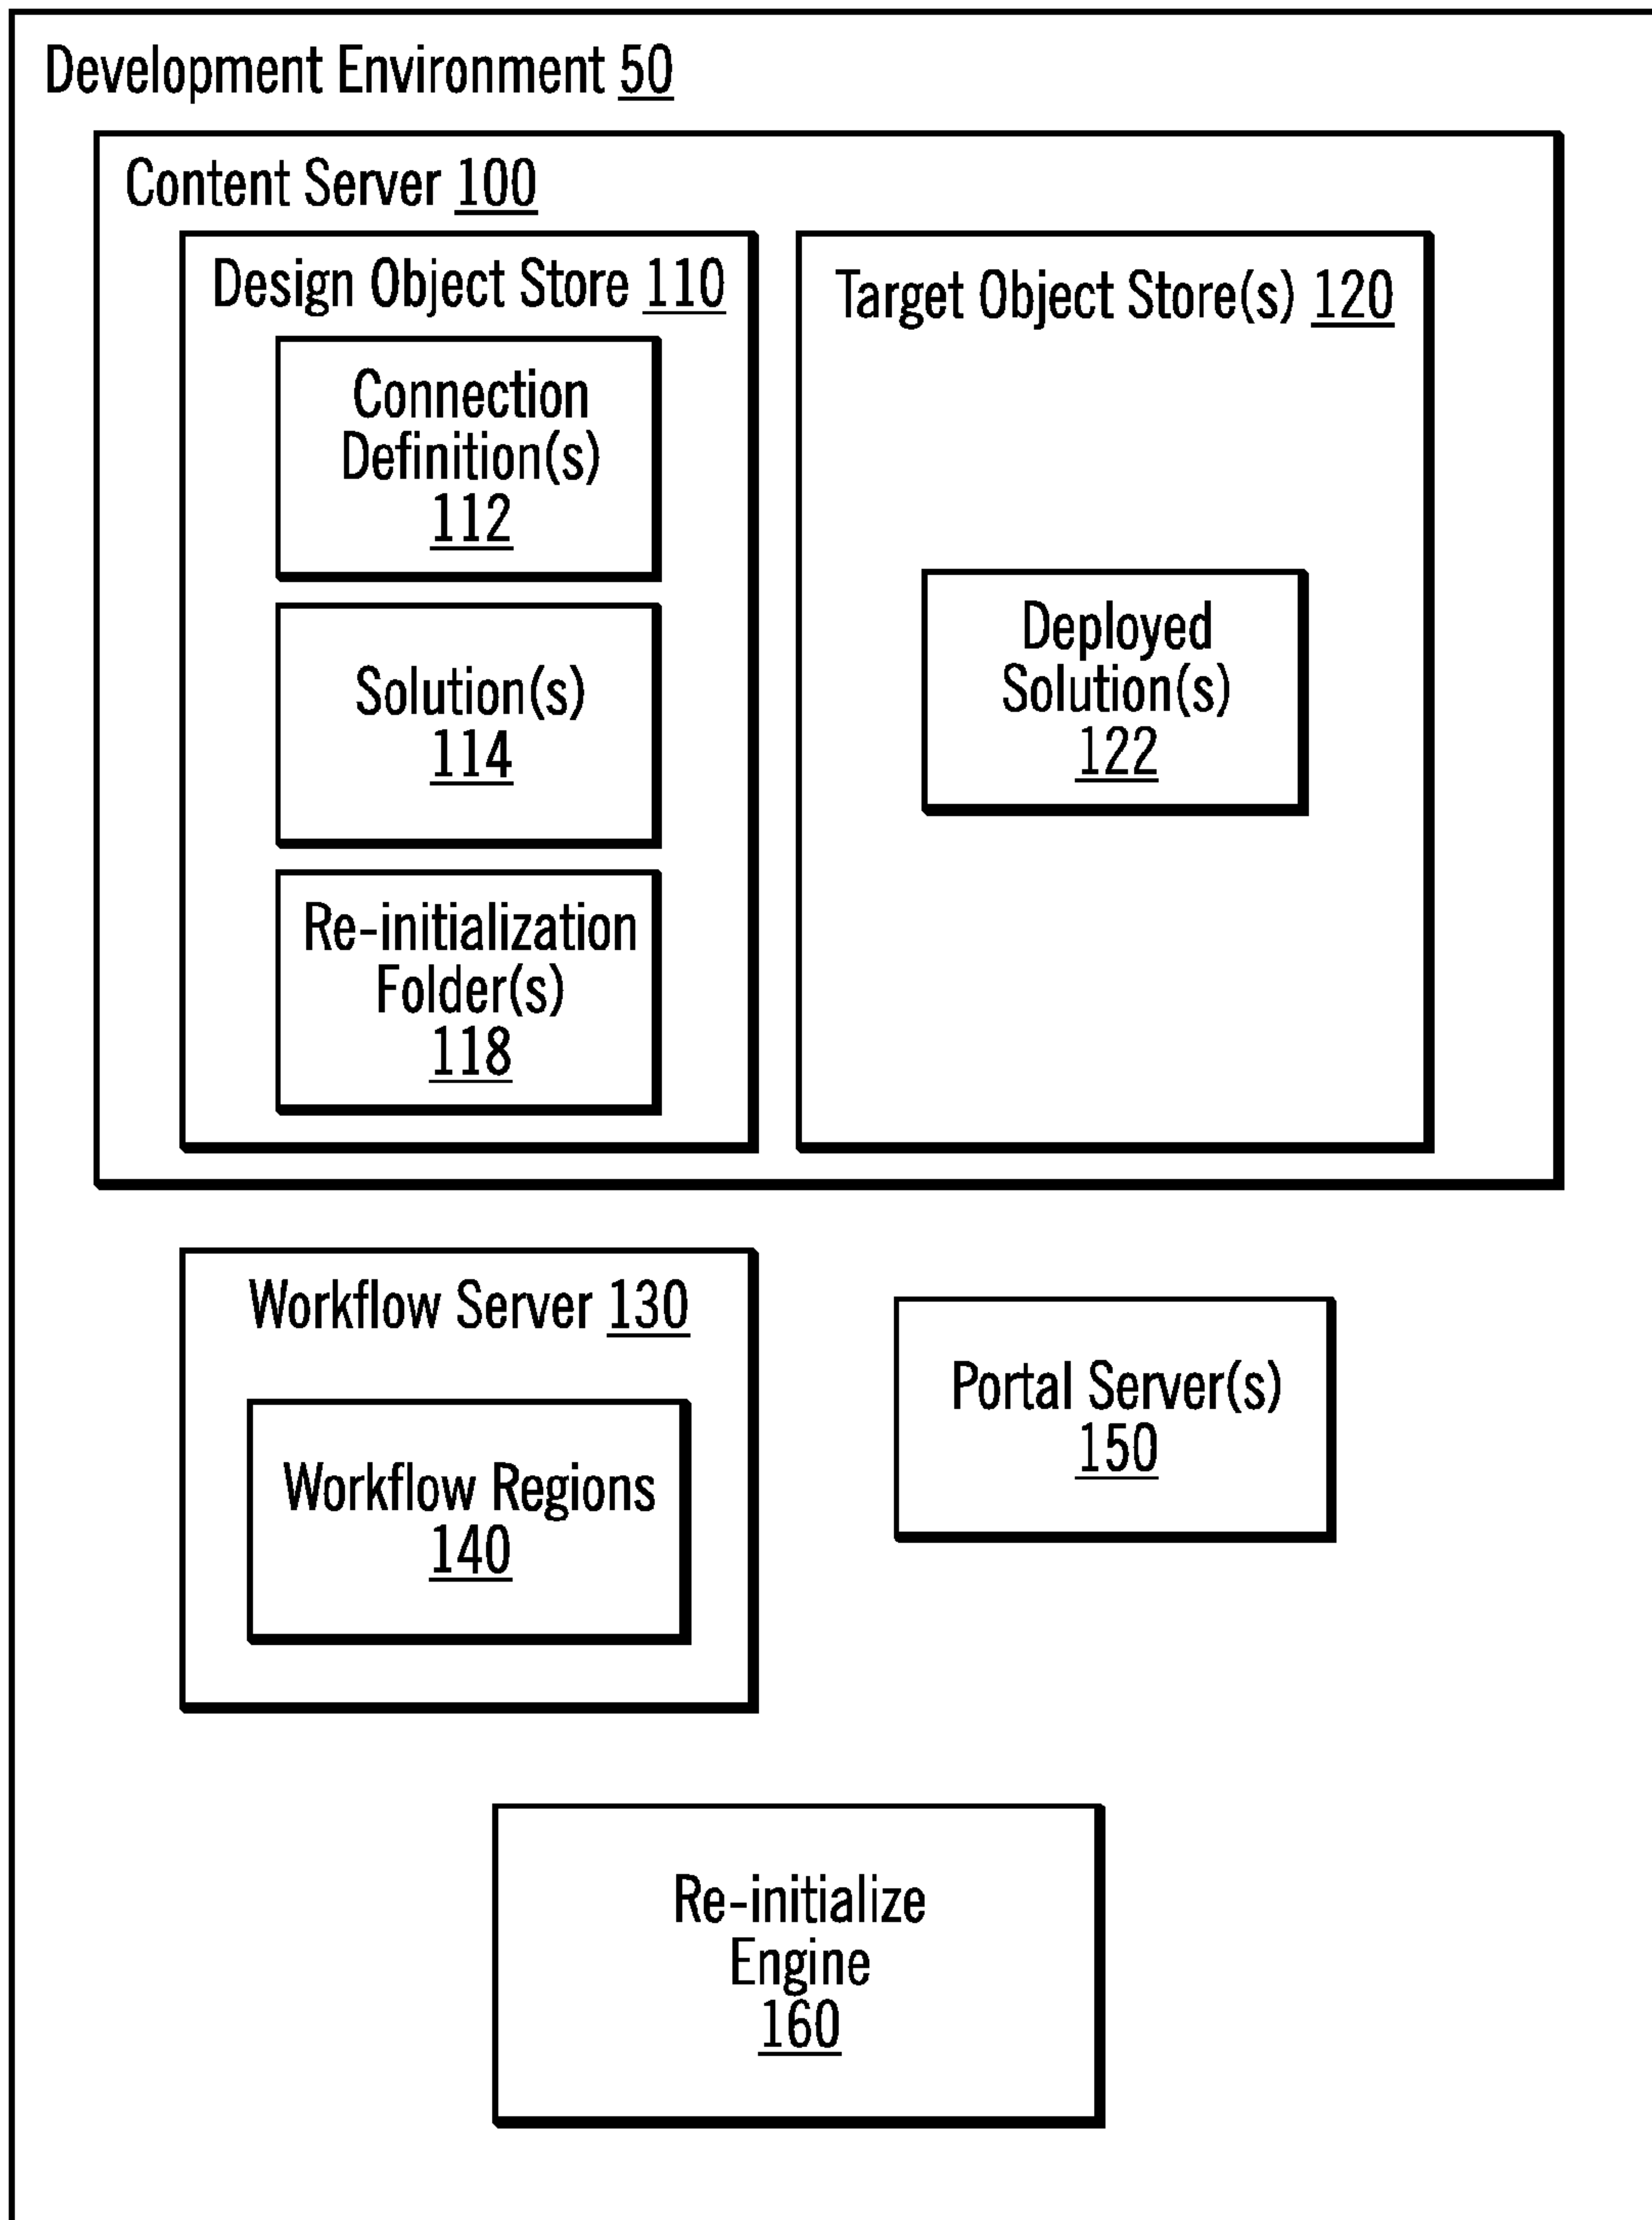 Development Environment 50
Content Server 100
Design Object Store 110
Connection
Definition(s)
112
Solution(s)
114
Re-initialization
Folder(s)
118
Target Object Store(s) 120
Deployed
Solution(s)
122
Workflow Server 130
Workflow Regions
140
Portal Server(s)
150
Re-initialize
Engine
160